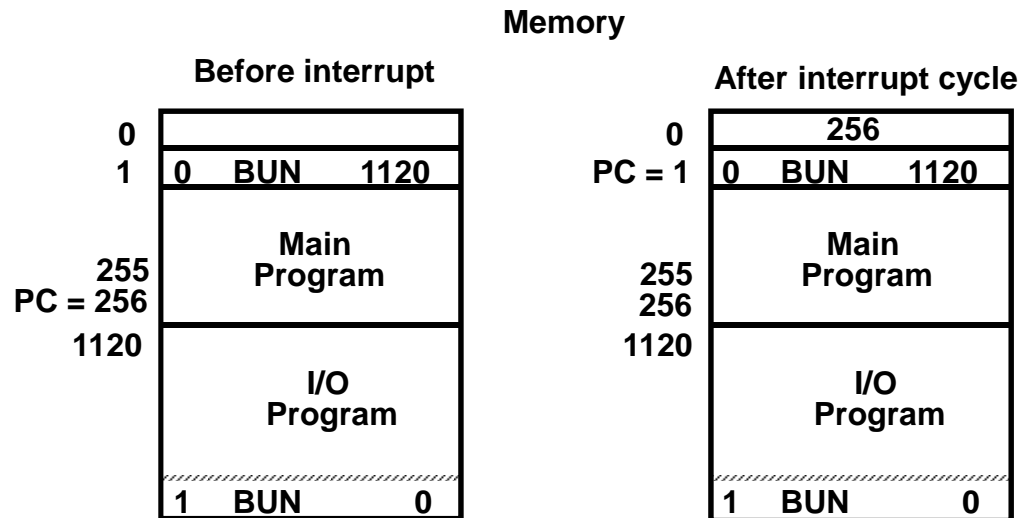 Memory
Before interrupt
0
1 0 BUN 1120
Main
Program
255
PC = 256
1120
I/O
Program
1 BUN 0
After interrupt cycle
0 256
PC = 1 0 BUN 1120
Main
Program
255
256
1120
I/O
Program
1 BUN 0